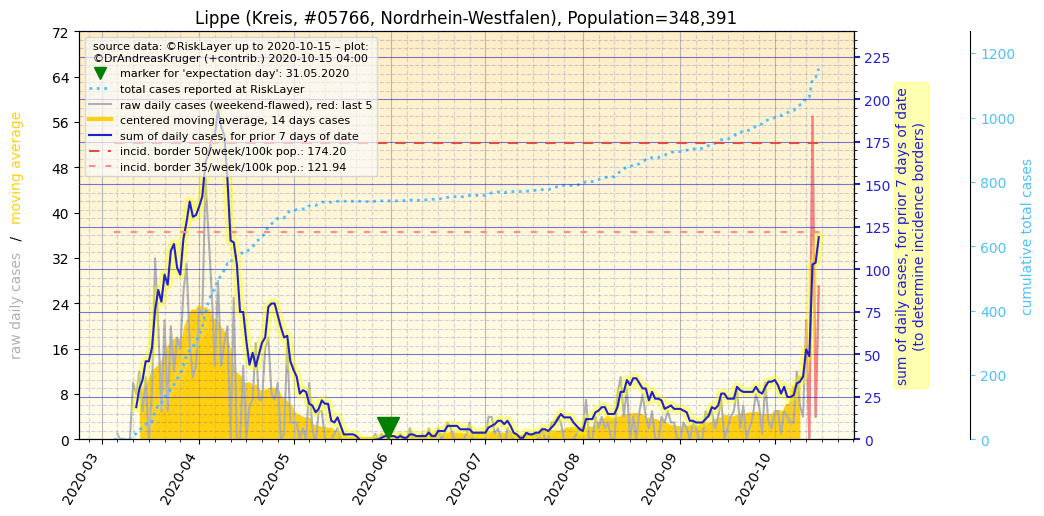 Lippe (Kreis, #05766, Nordrhein-Westfalen), Population=348,391
source data: ©RiskLayer up to 2020-10-15 – plot:
©DrAndreasKruger (+contrib.) 2020-10-15 04:00
marker for 'expectation day': 31.05.2020
total cases reported at RiskLayer
raw daily cases (weekend-flawed), red: last 5
centered moving average, 14 days cases
sum of daily cases, for prior 7 days of date
incid. border 50/week/100k pop.: 174.20
incid. border 35/week/100k pop.: 121.94
raw daily cases / moving average
72
64
56
48
40
32
24
16
8
0
2020-03
2020-04
2020-05
2020-06
2020-07
2020-08
2020-09
2020-10
225
200
175
150
125
100
75
50
25
0
sum of daily cases, for prior 7 days of date
(to determine incidence borders)
1200
1000
800
600
400
200
0
cumulative total cases